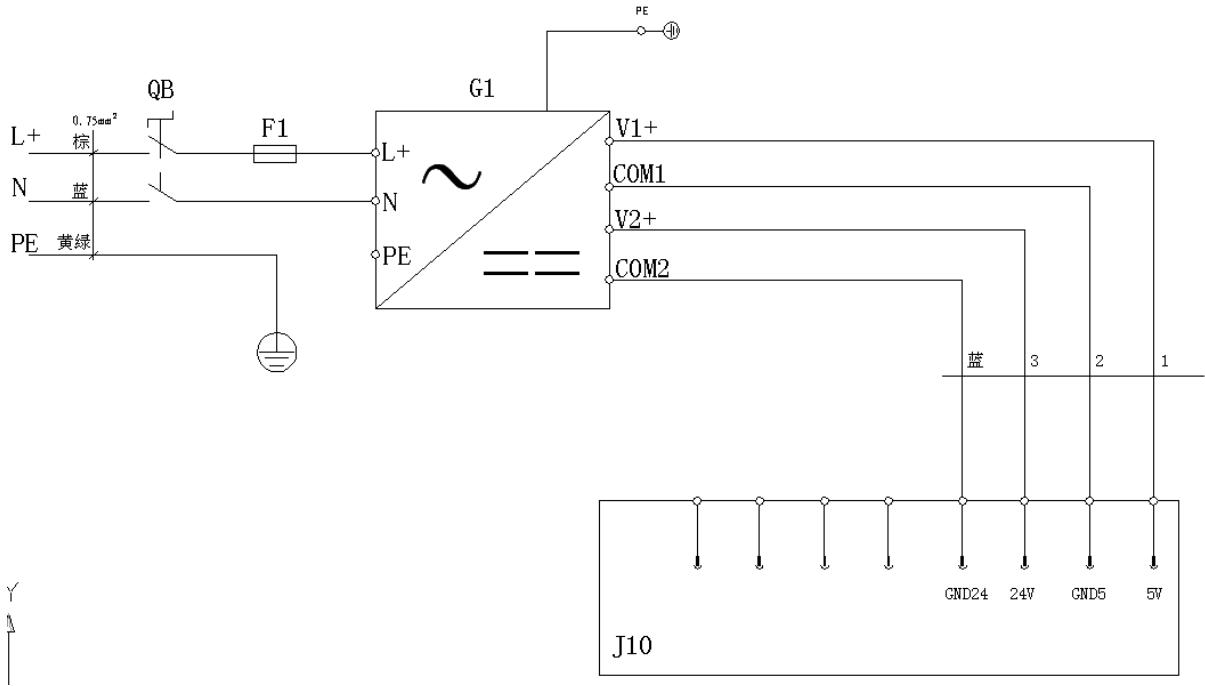 PE
G1
QB
0.75mm²
L+ 棕 F1 L+ V1+
N 蓝 N COM1
PE 黄绿 PE V2+
COM2
蓝 3 2 1
GND24 24V GND5 5V
J10
Y